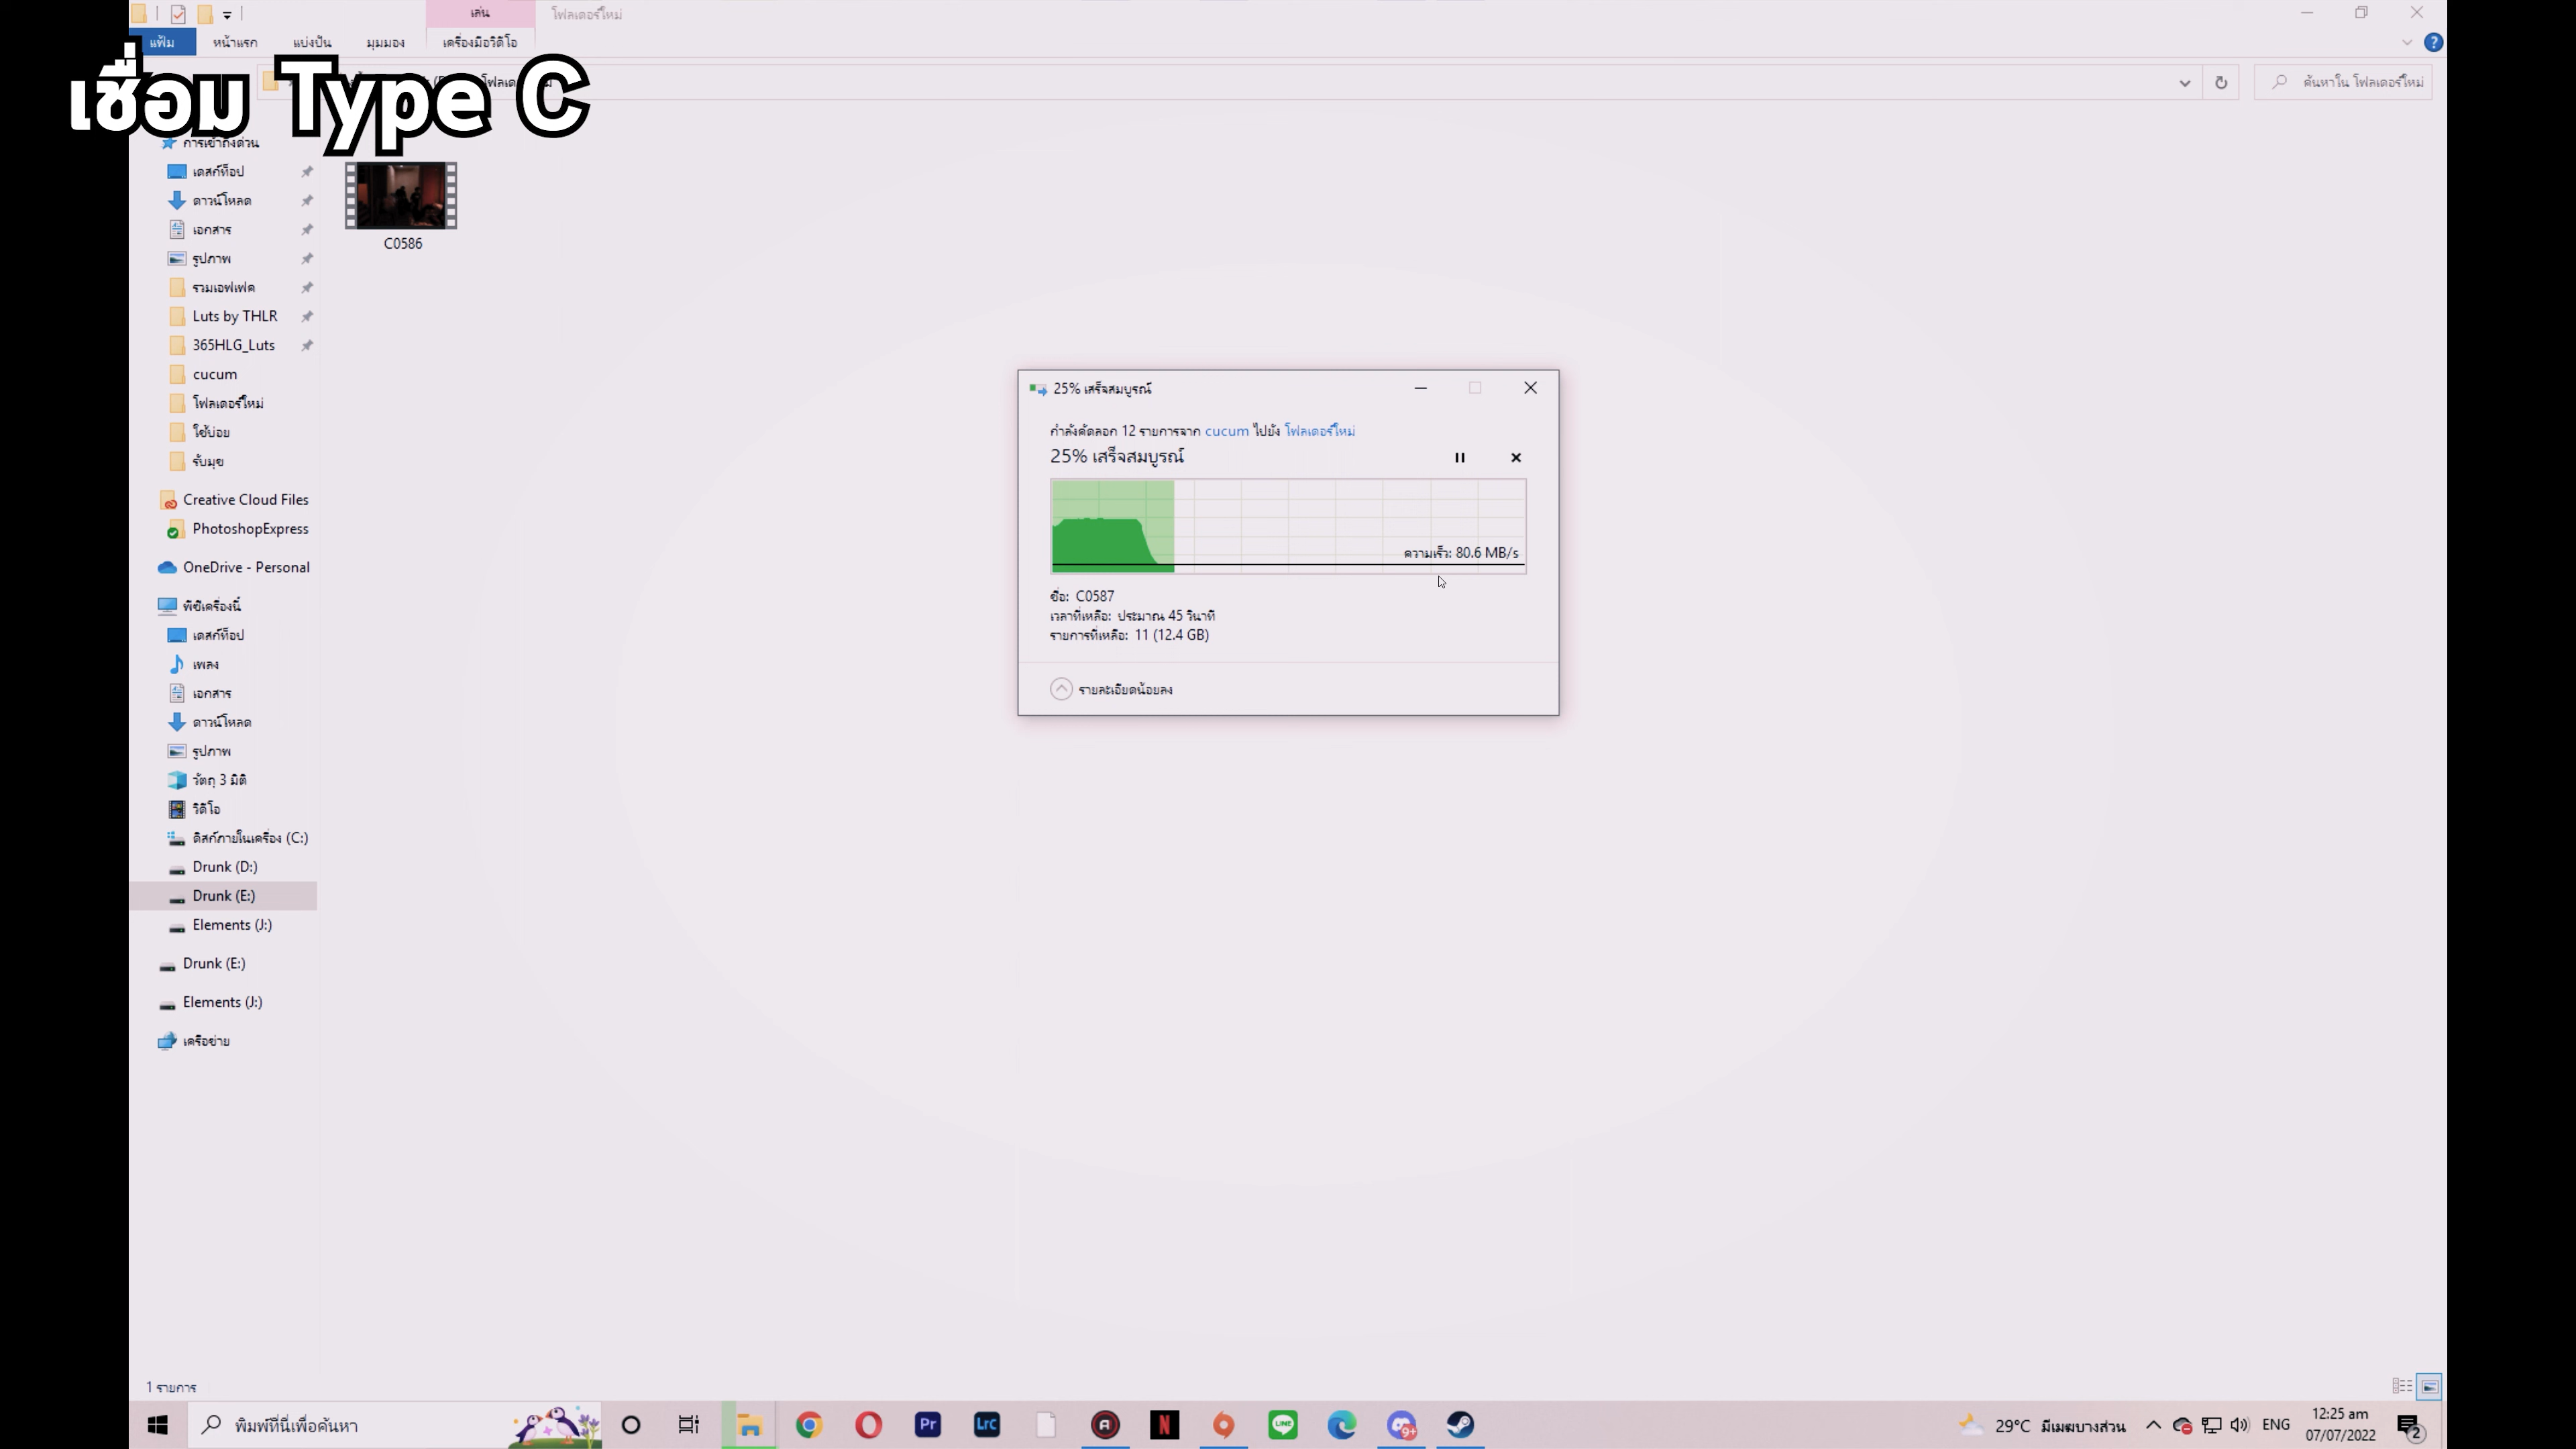 เล่น
โฟลเดอร์ใหม่
แฟ้ม
หน้าแรก
แบ่งปัน
มุมมอง
เครื่องมือวิดีโอ
เชื่อม Type C
ค้นหาใน โฟลเดอร์ใหม่
การเข้าถึงด่วน
เดสก์ท็อป
ดาวน์โหลด
เอกสาร
รูปภาพ
รวมเอฟเฟค
Luts by THLR
365HLG_Luts
cucum
โฟลเดอร์ใหม่
ใช้บ่อย
รับมุข
Creative Cloud Files
PhotoshopExpress
OneDrive - Personal
พีซีเครื่องนี้
เดสก์ท็อป
เพลง
เอกสาร
ดาวน์โหลด
รูปภาพ
วัตถุ 3 มิติ
วิดีโอ
ดิสก์ภายในเครื่อง (C:)
Drunk (D:)
Drunk (E:)
Elements (J:)
Drunk (E:)
Elements (J:)
เครือข่าย
C0586
25% เสร็จสมบูรณ์
กำลังคัดลอก 12 รายการจาก cucum ไปยัง โฟลเดอร์ใหม่
25% เสร็จสมบูรณ์
ความเร็ว: 80.6 MB/s
ชื่อ: C0587
เวลาที่เหลือ: ประมาณ 45 วินาที
รายการที่เหลือ: 11 (12.4 GB)
รายละเอียดน้อยลง
1 รายการ
พิมพ์ที่นี่เพื่อค้นหา
Pr
LrC
N
LINE
9+
29°C มีเมฆบางส่วน
ENG
12:25 am
07/07/2022
2